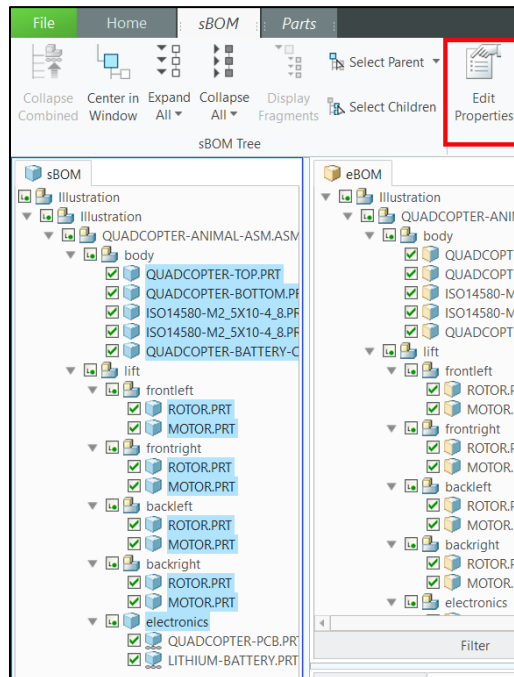 File Home sBOM Parts
Collapse Combined
Center in Window
Expand All
Collapse All
Display Fragments
Select Parent
Select Children
Edit Properties
sBOM Tree
sBOM
Illustration
Illustration
QUADCOPTER-ANIMAL-ASM.ASM
body
QUADCOPTER-TOP.PRT
QUADCOPTER-BOTTOM.PR
ISO14580-M2_5X10-4_8.PR
ISO14580-M2_5X10-4_8.PR
QUADCOPTER-BATTERY-C
lift
frontleft
ROTOR.PRT
MOTOR.PRT
frontright
ROTOR.PRT
MOTOR.PRT
backleft
ROTOR.PRT
MOTOR.PRT
backright
ROTOR.PRT
MOTOR.PRT
electronics
QUADCOPTER-PCB.PRT
LITHIUM-BATTERY.PRT
eBOM
Illustration
Illustration
QUADCOPTER-ANI
body
QUADCOPT
QUADCOPT
ISO14580-M
ISO14580-M
QUADCOPT
lift
frontleft
ROTOR.P
MOTOR.
frontright
ROTOR.P
MOTOR.
backleft
ROTOR.P
MOTOR.
backright
ROTOR.P
MOTOR.
electronics
Filter